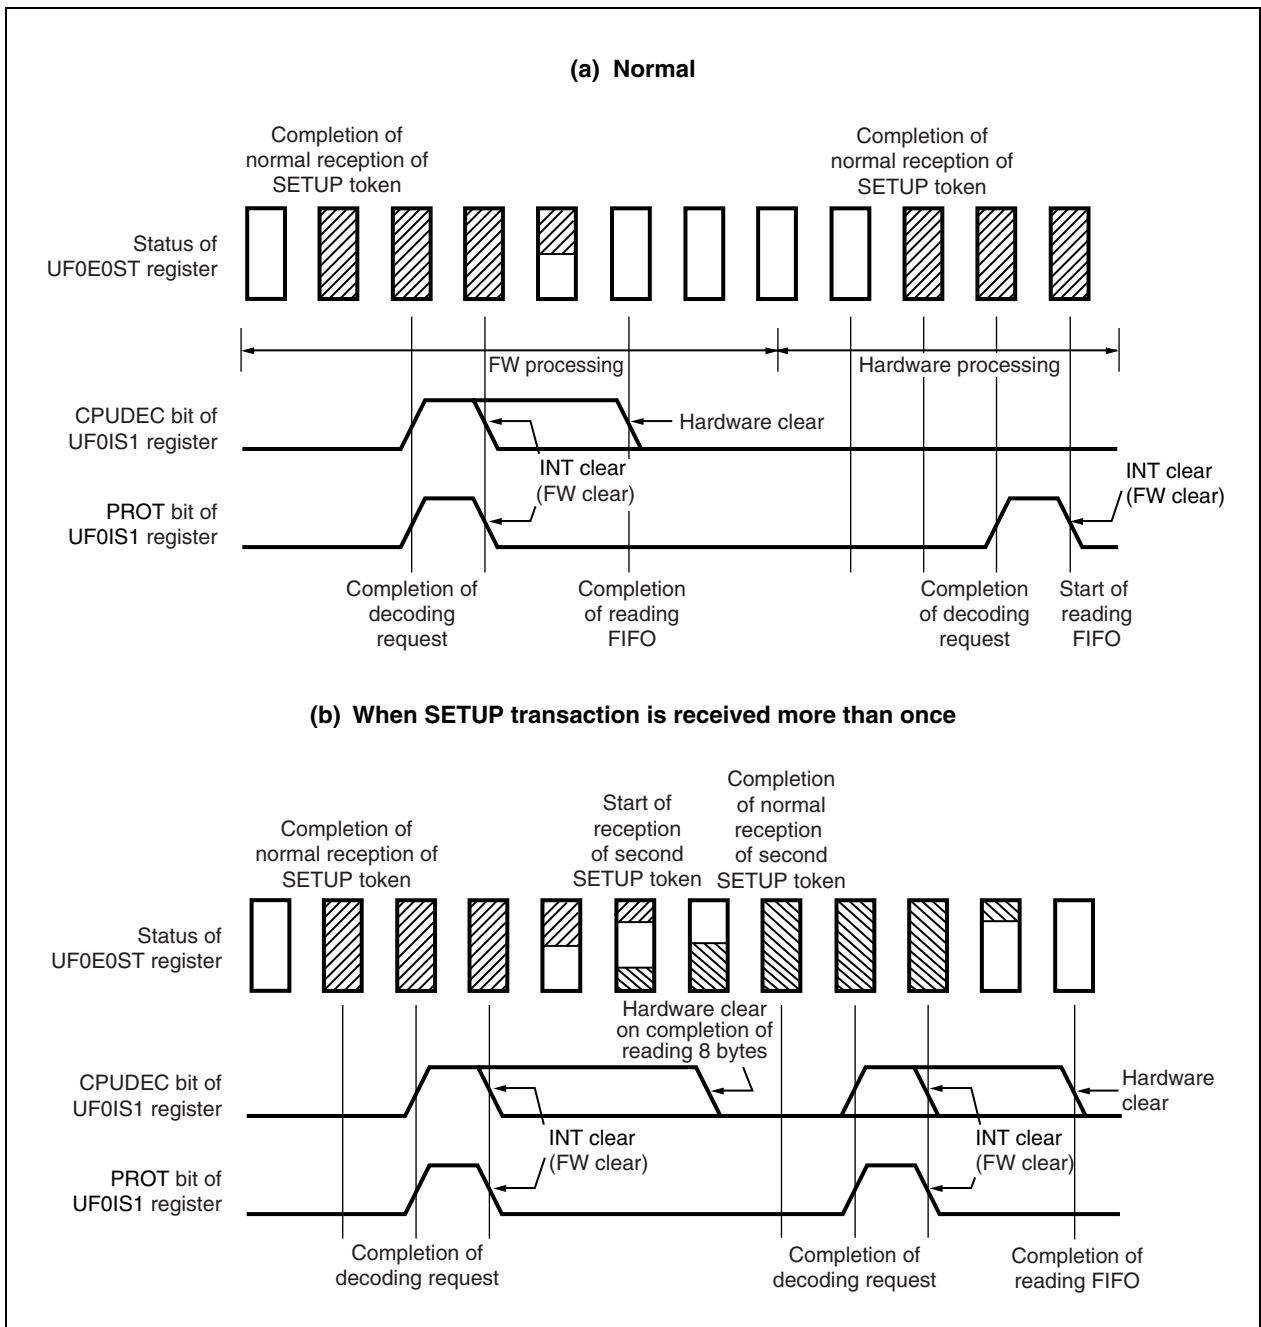 (a) Normal
Completion of
normal reception of
SETUP token
Completion of
normal reception of
SETUP token
Status of
UF0E0ST register
FW processing
Hardware processing
CPUDEC bit of
UF0IS1 register
Hardware clear
INT clear
(FW clear)
INT clear
(FW clear)
PROT bit of
UF0IS1 register
Completion of
decoding
request
Completion
of reading
FIFO
Completion
of decoding
request
Start of
reading
FIFO
(b) When SETUP transaction is received more than once
Completion of
normal reception of
SETUP token
Start of
reception
of second
SETUP token
Completion
of normal
reception
of second
SETUP token
Status of
UF0E0ST register
Hardware clear
on completion of
reading 8 bytes
CPUDEC bit of
UF0IS1 register
Hardware
clear
INT clear
(FW clear)
INT clear
(FW clear)
PROT bit of
UF0IS1 register
Completion of
decoding request
Completion of
decoding request
Completion of
reading FIFO